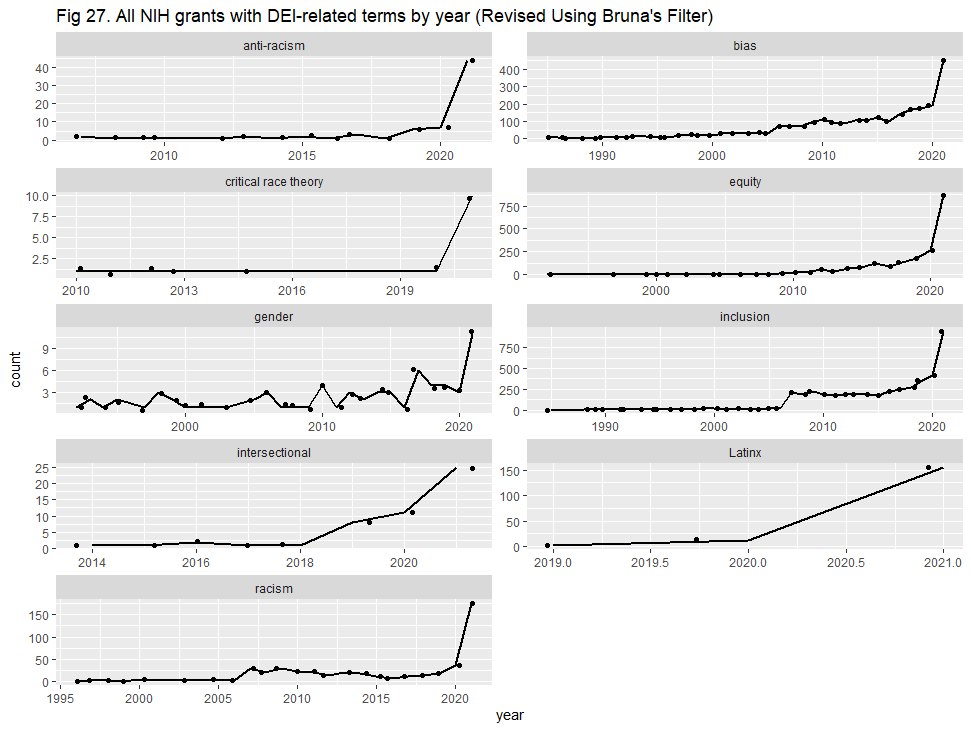 Fig 27. All NIH grants with DEI-related terms by year (Revised Using Bruna's Filter)
anti-racism
40
30
20
10
0
2010 2015 2020
bias
400
300
200
100
0
1990 2000 2010 2020
critical race theory
10.0
7.5
5.0
2.5
2010 2013 2016 2019
equity
750
500
250
0
2000 2010 2020
gender
9
6
3
2000 2010 2020
inclusion
750
500
250
0
1990 2000 2010 2020
intersectional
25
20
15
10
5
0
2014 2016 2018 2020
Latinx
150
100
50
0
2019.0 2019.5 2020.0 2020.5 2021.0
racism
150
100
50
0
1995 2000 2005 2010 2015 2020
count
year